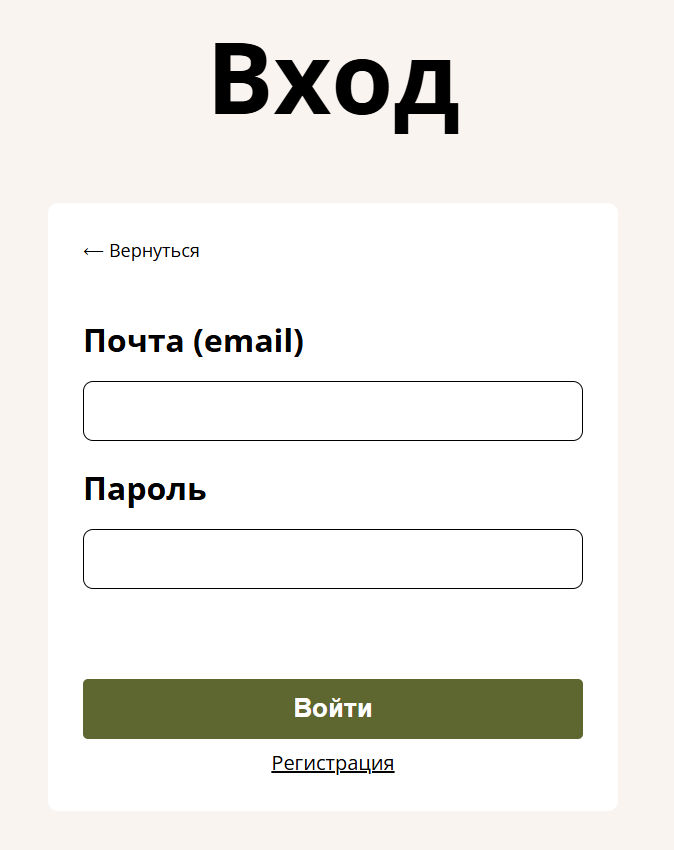 Вход
⟵ Вернуться
Почта (email)
Пароль
Войти
Регистрация